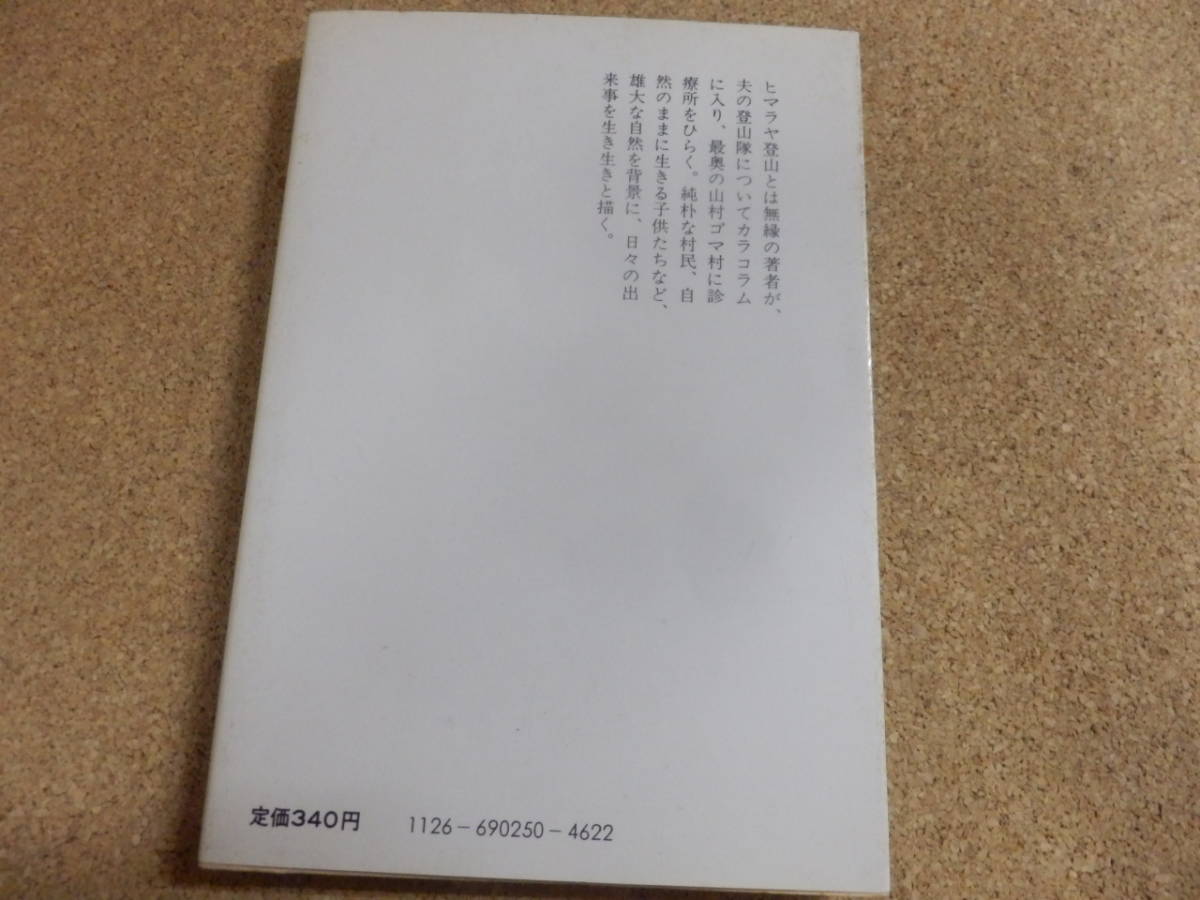 ヒマラヤ登山とは無縁の著者が、
夫の登山隊についてカラコラム
に入り、最奥の山村ゴマ村に診
療所をひらく。純朴な村民、自
然のままに生きる子供たちなど、
雄大な自然を背景に、日々の出
来事を生き生きと描く。
定価340円
1126－690250－4622